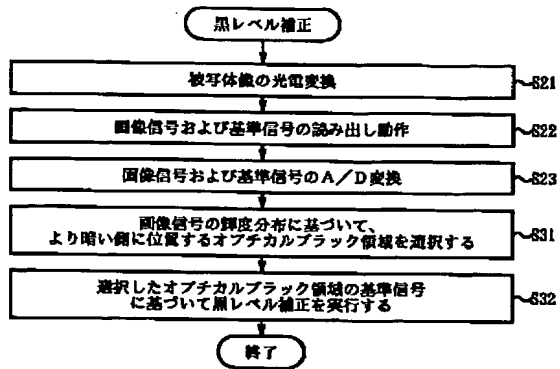 黒レベル補正
被写体像の光電変換
S21
画像信号および基準信号の読み出し動作
S22
画像信号および基準信号のA/D変換
S23
画像信号の輝度分布に基づいて、
より暗い側に位置するオプチカルブラック領域を選択する
S31
選択したオプチカルブラック領域の基準信号
に基づいて黒レベル補正を実行する
S32
終了